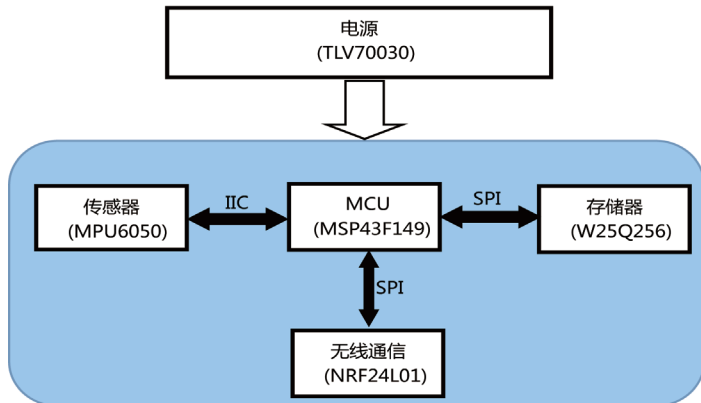 电源
(TLV70030)
传感器
(MPU6050)
IIC
MCU
(MSP43F149)
SPI
存储器
(W25Q256)
SPI
无线通信
(NRF24L01)